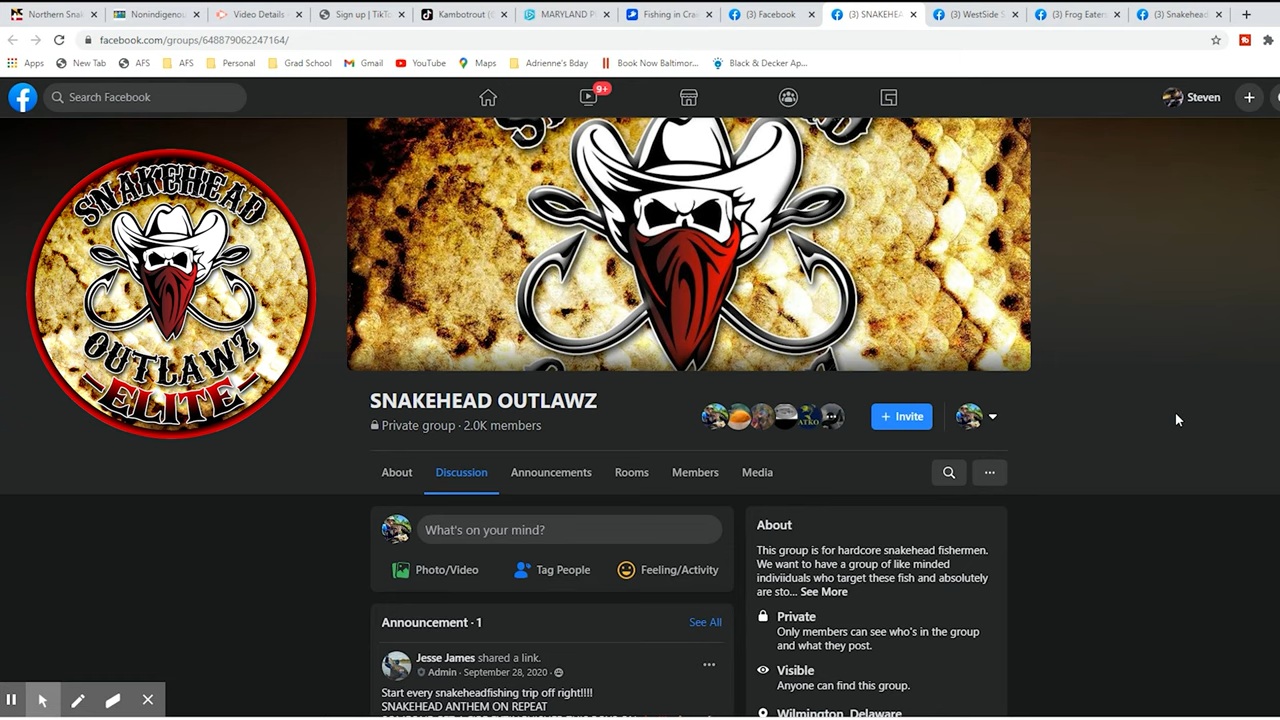 Northern Snak
Nonindigenou
Video Details -
Sign up | TikTo
Kambotrout (
MARYLAND P
Fishing in Crai
(3) Facebook
(3) SNAKEHEA
(3) WestSide S
(3) Frog Eaters
(3) Snakehead
facebook.com/groups/648879062247164/
Apps
New Tab
AFS
AFS
Personal
Grad School
Gmail
YouTube
Maps
Adrienne's Bday
Book Now Baltimor...
Black & Decker Ap...
Search Facebook
9+
Steven
SNAKEHEAD
OUTLAWZ
-ELITE-
SNAKEHEAD OUTLAWZ
Private group · 2.0K members
ATKO
+ Invite
About
Discussion
Announcements
Rooms
Members
Media
What's on your mind?
Photo/Video
Tag People
Feeling/Activity
Announcement · 1
See All
Jesse James shared a link.
Admin · September 28, 2020 ·
Start every snakeheadfishing trip off right!!!!
SNAKEHEAD ANTHEM ON REPEAT
About
This group is for hardcore snakehead fishermen.
We want to have a group of like minded
indiviiduals who target these fish and absolutely
are sto... See More
Private
Only members can see who's in the group
and what they post.
Visible
Anyone can find this group.
Wilmington, Delaware